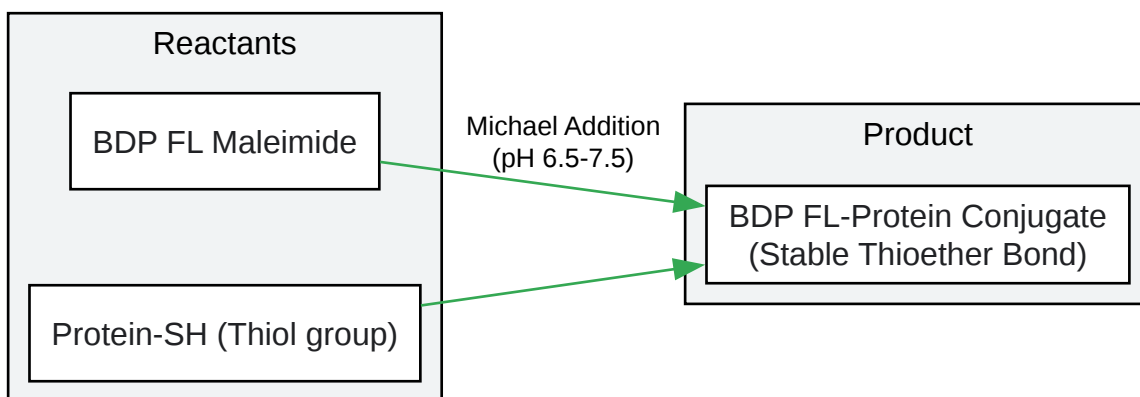 Reactants
BDP FL Maleimide
Protein-SH (Thiol group)
Michael Addition
(pH 6.5-7.5)
Product
BDP FL-Protein Conjugate
(Stable Thioether Bond)